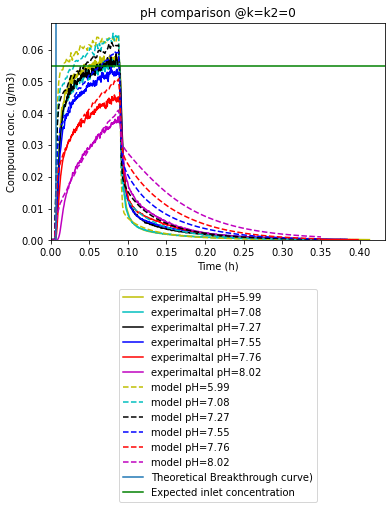 pH comparison @k=k2=0
Compound conc. (g/m3)
0.06
0.05
0.04
0.03
0.02
0.01
0.00
0.00 0.05 0.10 0.15 0.20 0.25 0.30 0.35 0.40
Time (h)
experimaltal pH=5.99
experimaltal pH=7.08
experimaltal pH=7.27
experimaltal pH=7.55
experimaltal pH=7.76
experimaltal pH=8.02
model pH=5.99
model pH=7.08
model pH=7.27
model pH=7.55
model pH=7.76
model pH=8.02
Theoretical Breakthrough curve)
Expected inlet concentration